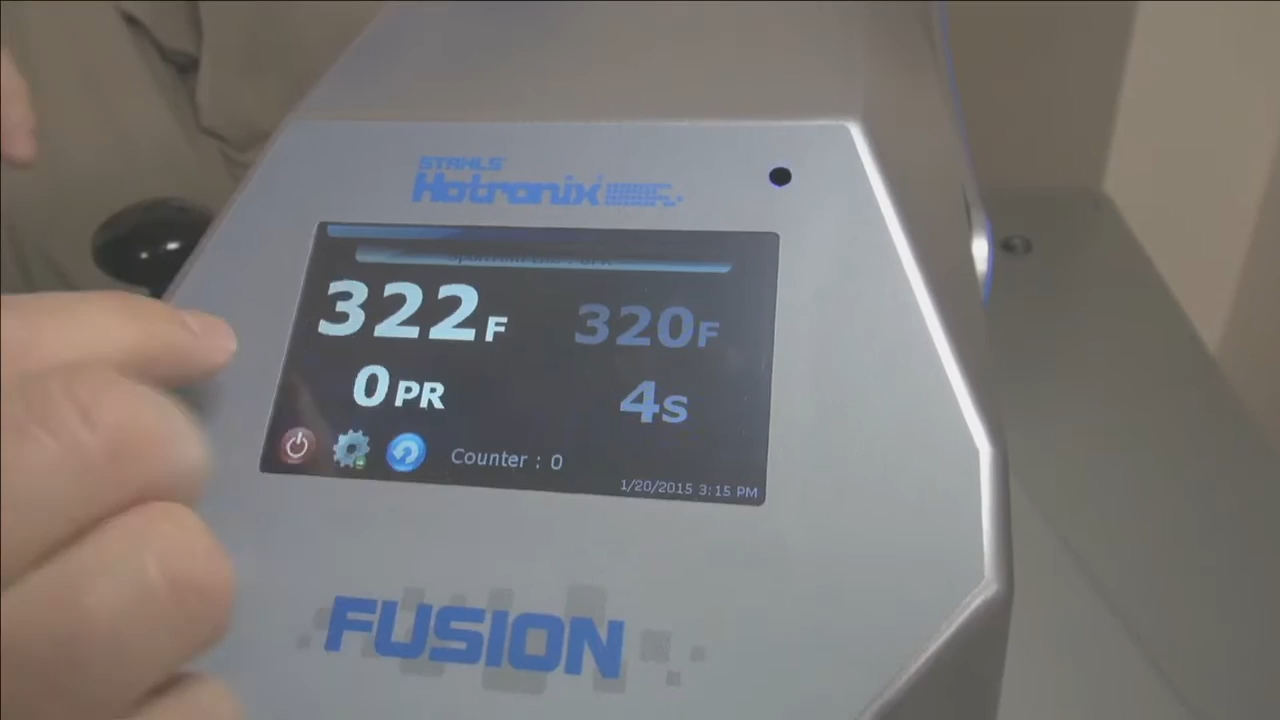 STAHLS'
Hotronix
322F
320F
0PR
4s
Counter : 0
1/20/2015 3:15 PM
FUSION